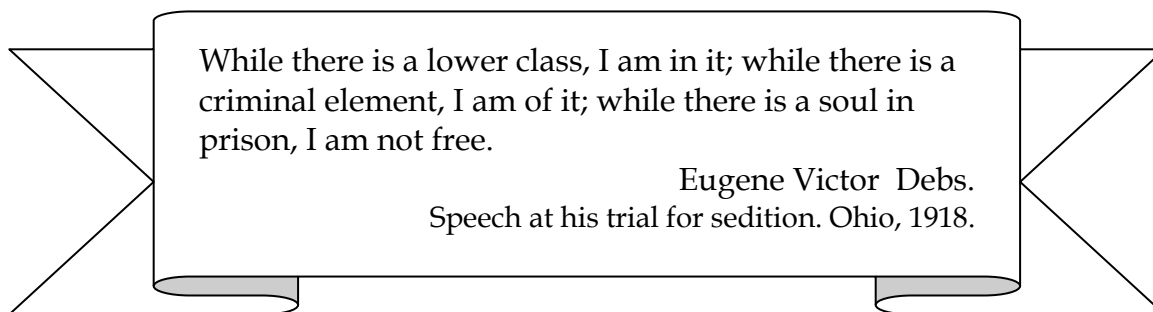 While there is a lower class, I am in it; while there is a
criminal element, I am of it; while there is a soul in
prison, I am not free.
Eugene Victor  Debs.
Speech at his trial for sedition. Ohio, 1918.